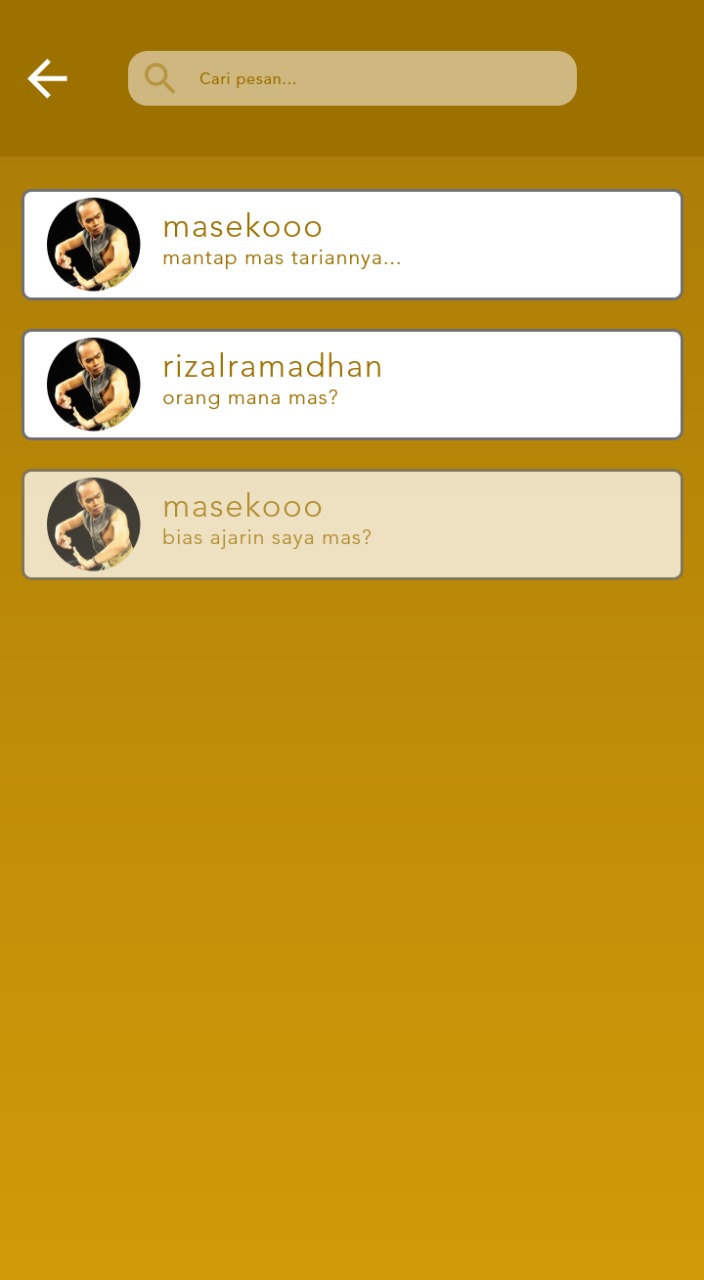 Cari pesan...
masekooo
mantap mas tariannya...
rizalramadhan
orang mana mas?
masekooo
bias ajarin saya mas?